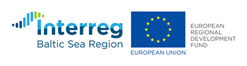 Interreg
Baltic Sea Region
EUROPEAN UNION
EUROPEAN
REGIONAL
DEVELOPMENT
FUND